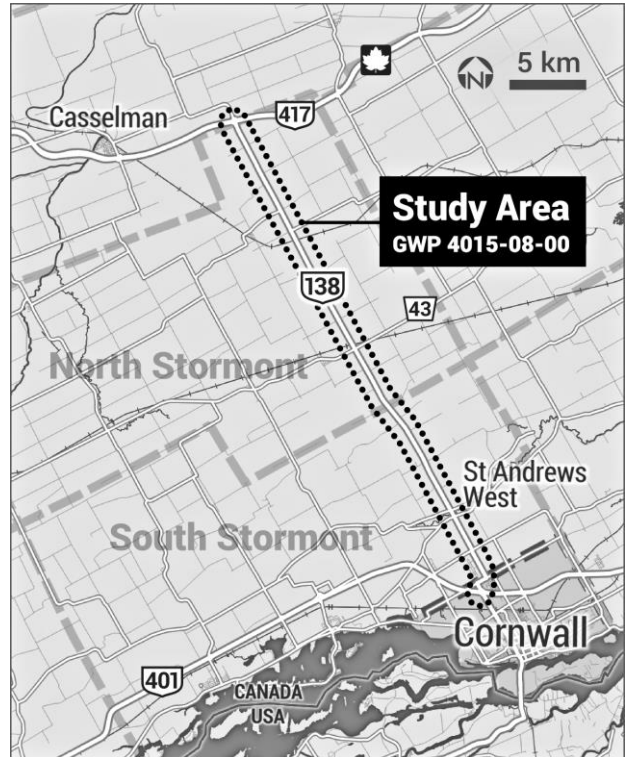 N
5 km
Casselman
417
Study Area
GWP 4015-08-00
138
43
North Stormont
St Andrews
West
South Stormont
Cornwall
401
CANADA
USA